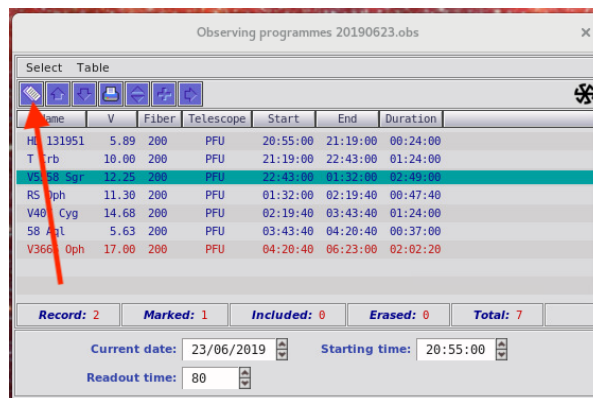 Observing programmes 20190623.obs
Select Table
V Fiber Telescope Start End Duration
131951 5.89 200 PFU 20:55:00 21:19:00 00:24:00
T 10.00 200 PFU 21:19:00 22:43:00 01:24:00
Sgr 12.25 200 PFU 22:43:00 01:32:00 02:49:00
RS 11.30 200 PFU 01:32:00 02:19:40 00:47:40
Cyg 14.68 200 PFU 02:19:40 03:43:40 01:24:00
58 5.63 200 PFU 03:43:40 04:20:40 00:37:00
Oph 17.00 200 PFU 04:20:40 06:23:00 02:02:20
Record: 2 Marked: 1 Included: 0 Erased: 0 Total: 7
Current date: 23/06/2019 Starting time: 20:55:00
Readout time: 80